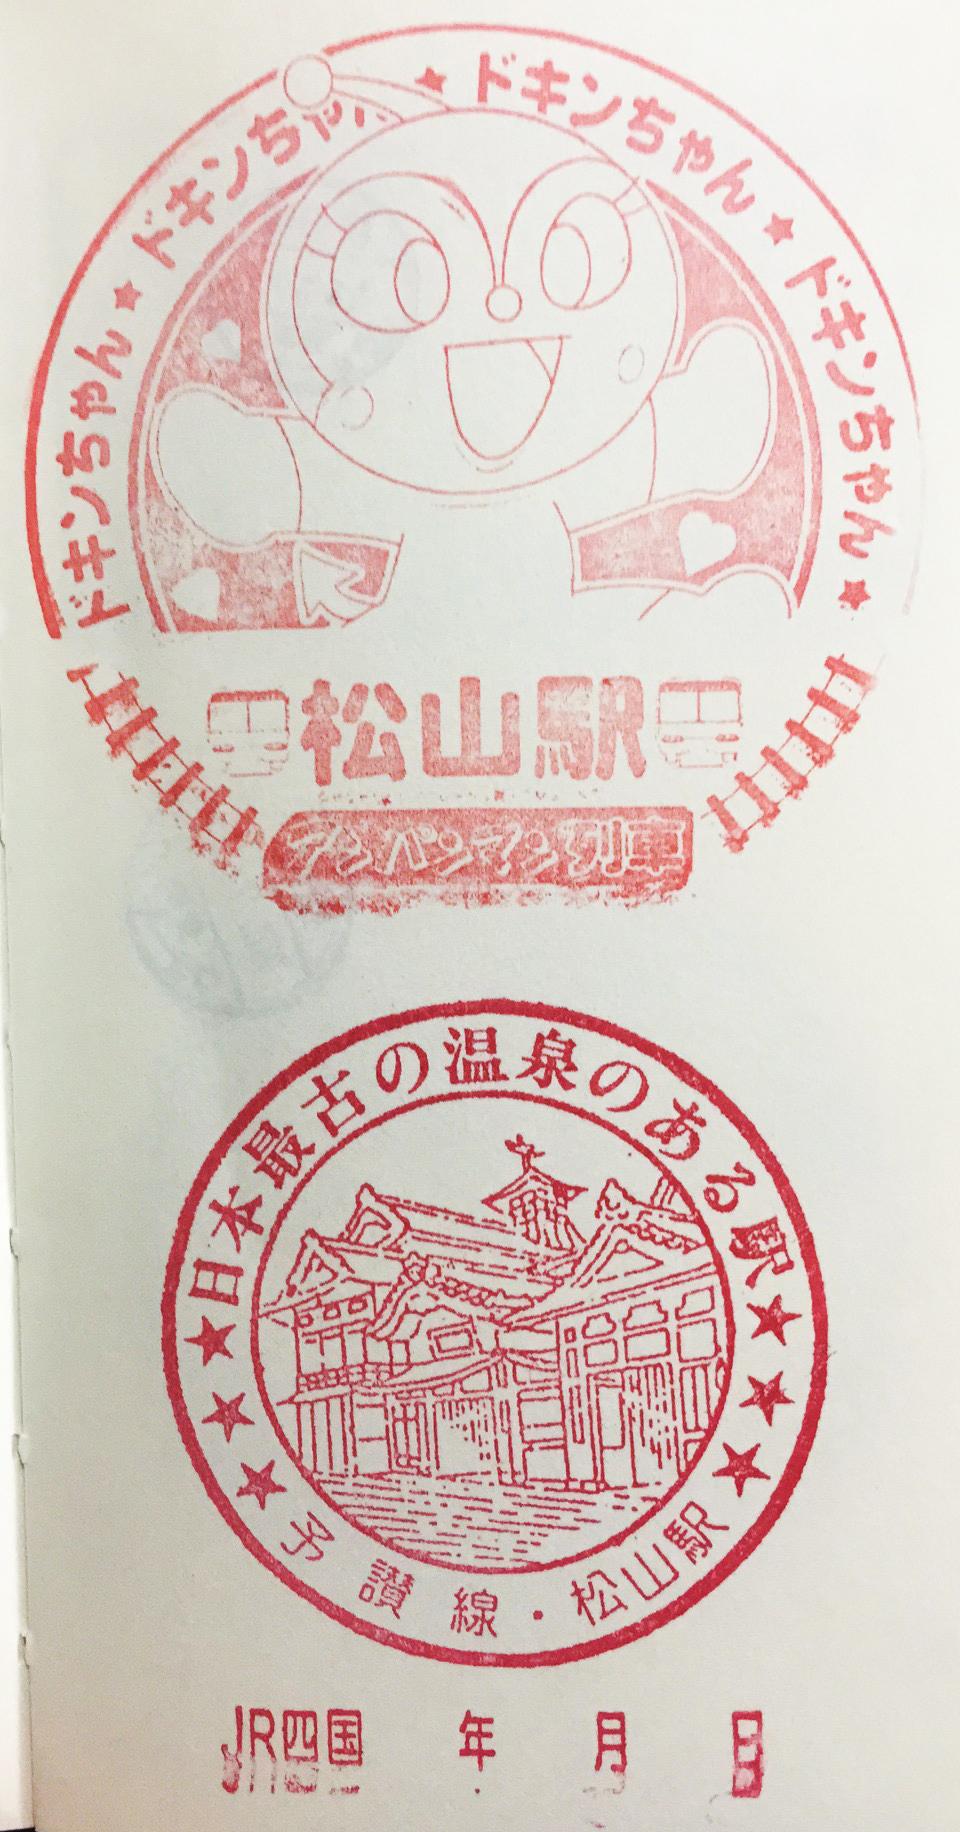 ドキンちゃん★ドキンちゃん★ドキンちゃん★ドキンちゃん★
松山駅
アンパンマン列車
日本最古の温泉のある駅
予讃線・松山駅
JR四国 年 月 日